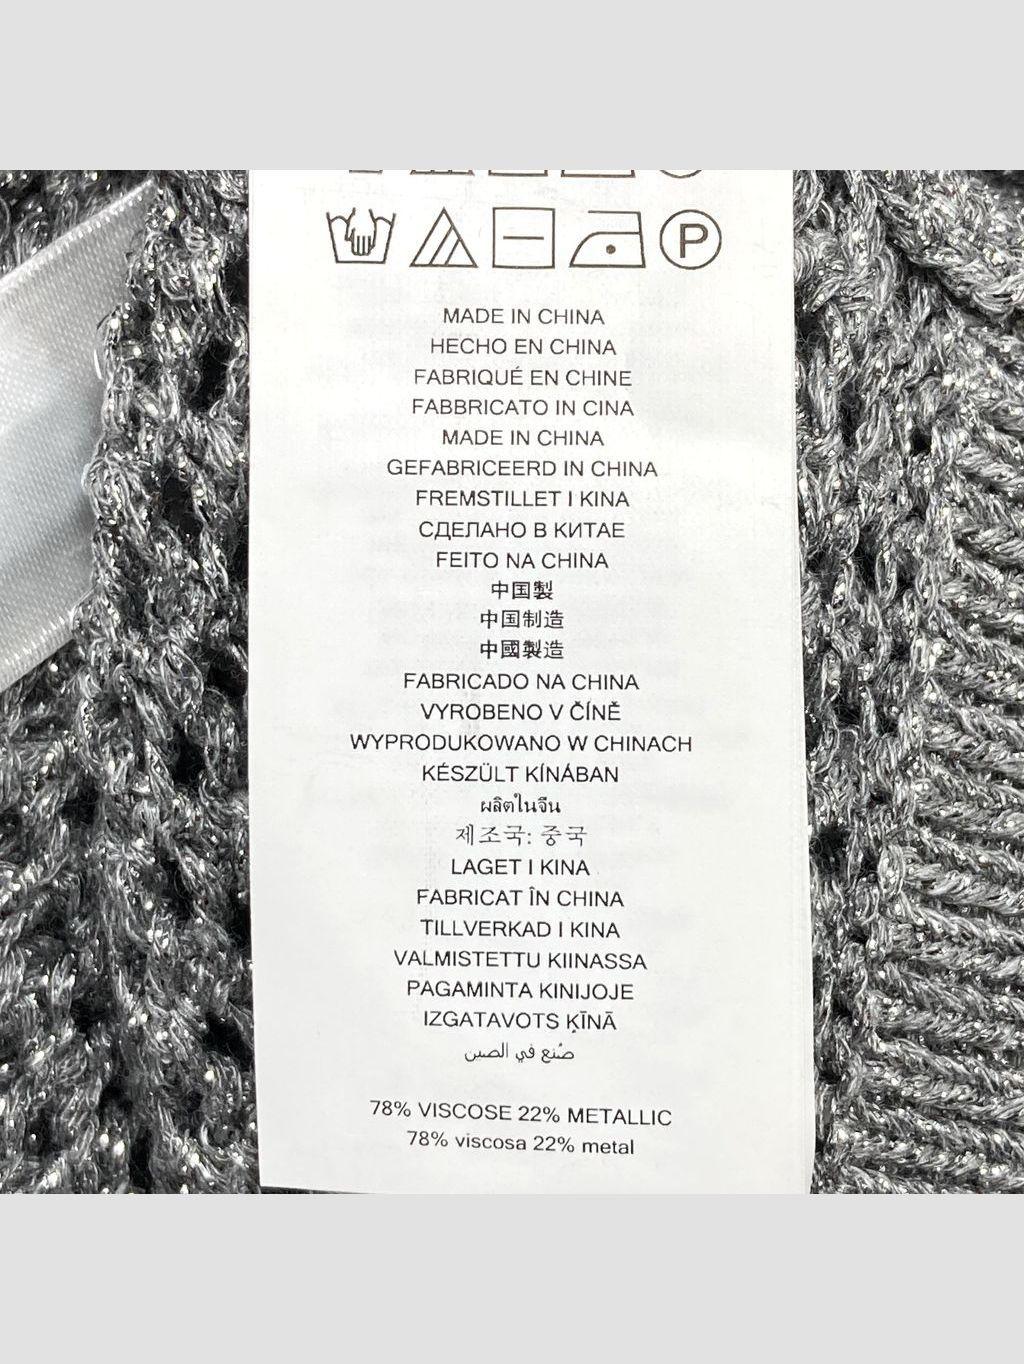 P
MADE IN CHINA
HECHO EN CHINA
FABRIQUÉ EN CHINE
FABBRICATO IN CINA
MADE IN CHINA
GEFABRICEERD IN CHINA
FREMSTILLET I KINA
СДЕЛАНО В КИТАЕ
FEITO NA CHINA
中国製
中国制造
中國製造
FABRICADO NA CHINA
VYROBENO V ČÍNĚ
WYPRODUKOWANO W CHINACH
KÉSZÜLT KÍNÁBAN
ผลิตในจีน
제조국: 중국
LAGET I KINA
FABRICAT ÎN CHINA
TILLVERKAD I KINA
VALMISTETTU KIINASSA
PAGAMINTA KINIJOJE
IZGATAVOTS ĶĪNĀ
صُنع في الصين
78% VISCOSE 22% METALLIC
78% viscosa 22% metal